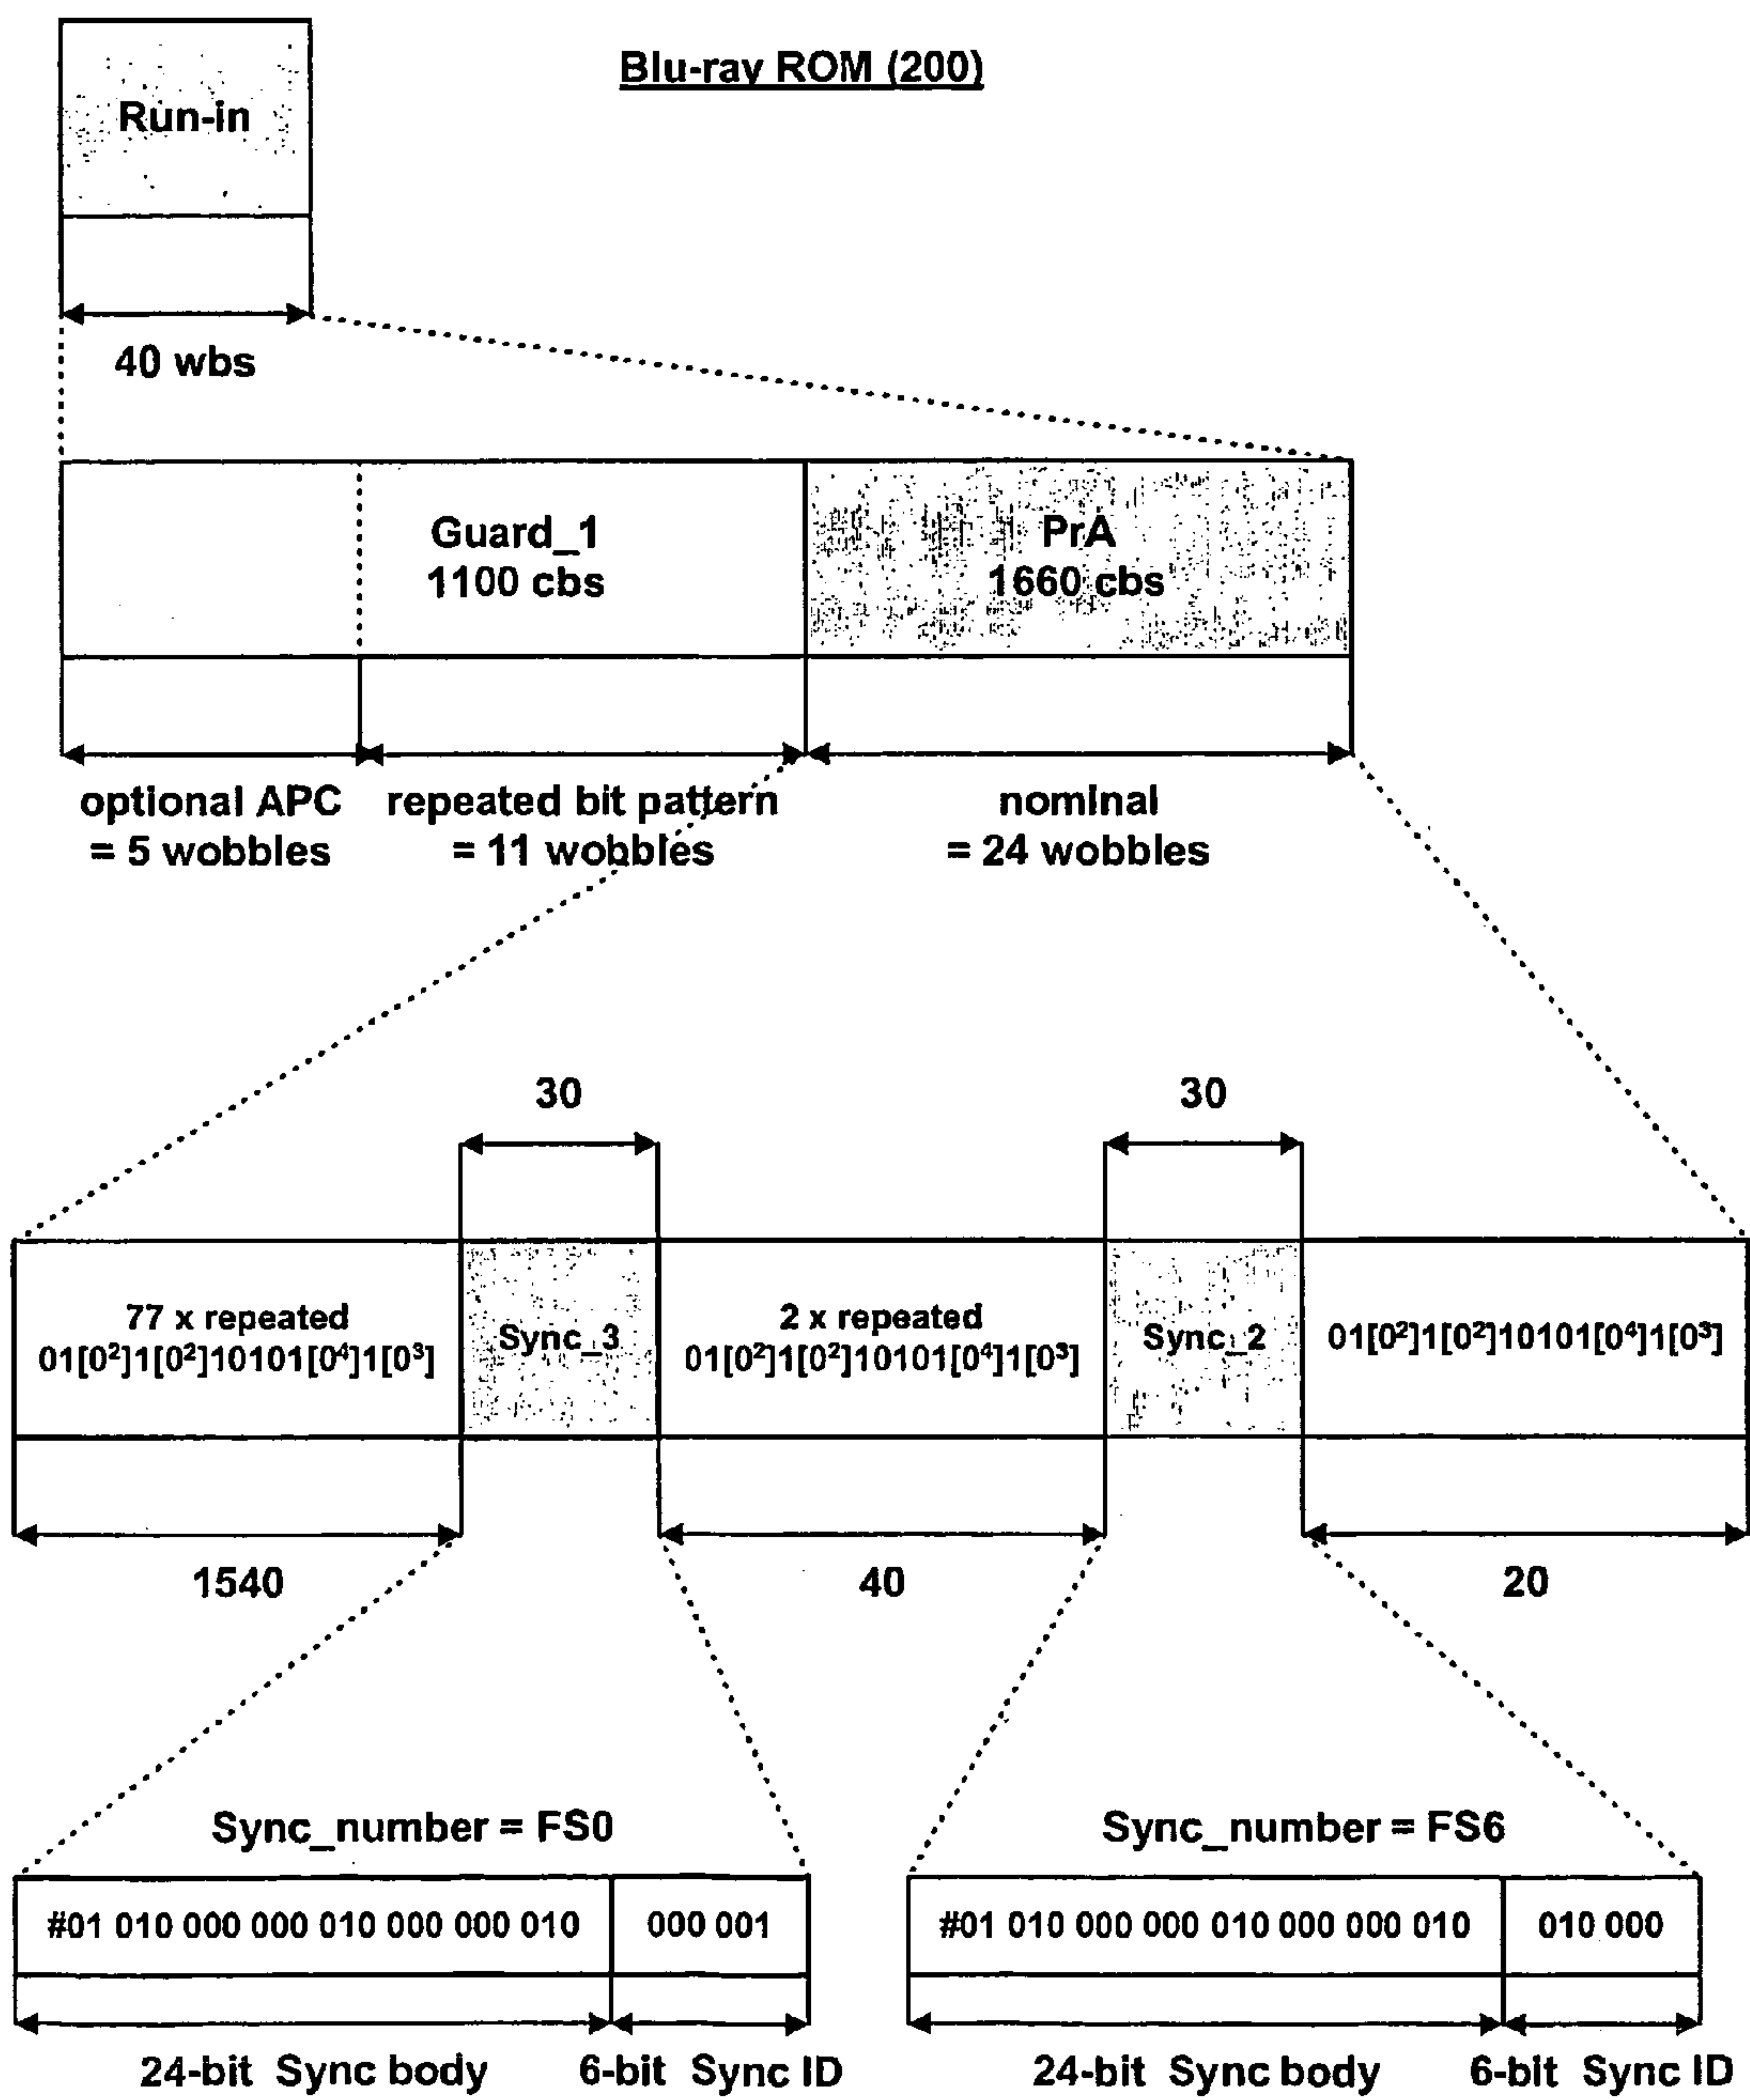 Blu-ray ROM (200)
Run-in
40 wbs
Guard_1
1100 cbs
PrA
1660 cbs
optional APC
= 5 wobbles
repeated bit pattern
= 11 wobbles
nominal
= 24 wobbles
30
30
77 x repeated
01[0²]1[0²]10101[0⁴]1[0³]
Sync_3
2 x repeated
01[0²]1[0²]10101[0⁴]1[0³]
Sync_2
01[0²]1[0²]10101[0⁴]1[0³]
1540
40
20
Sync_number = FS0
Sync_number = FS6
#01 010 000 000 010 000 000 010
000 001
#01 010 000 000 010 000 000 010
010 000
24-bit Sync body
6-bit Sync ID
24-bit Sync body
6-bit Sync ID